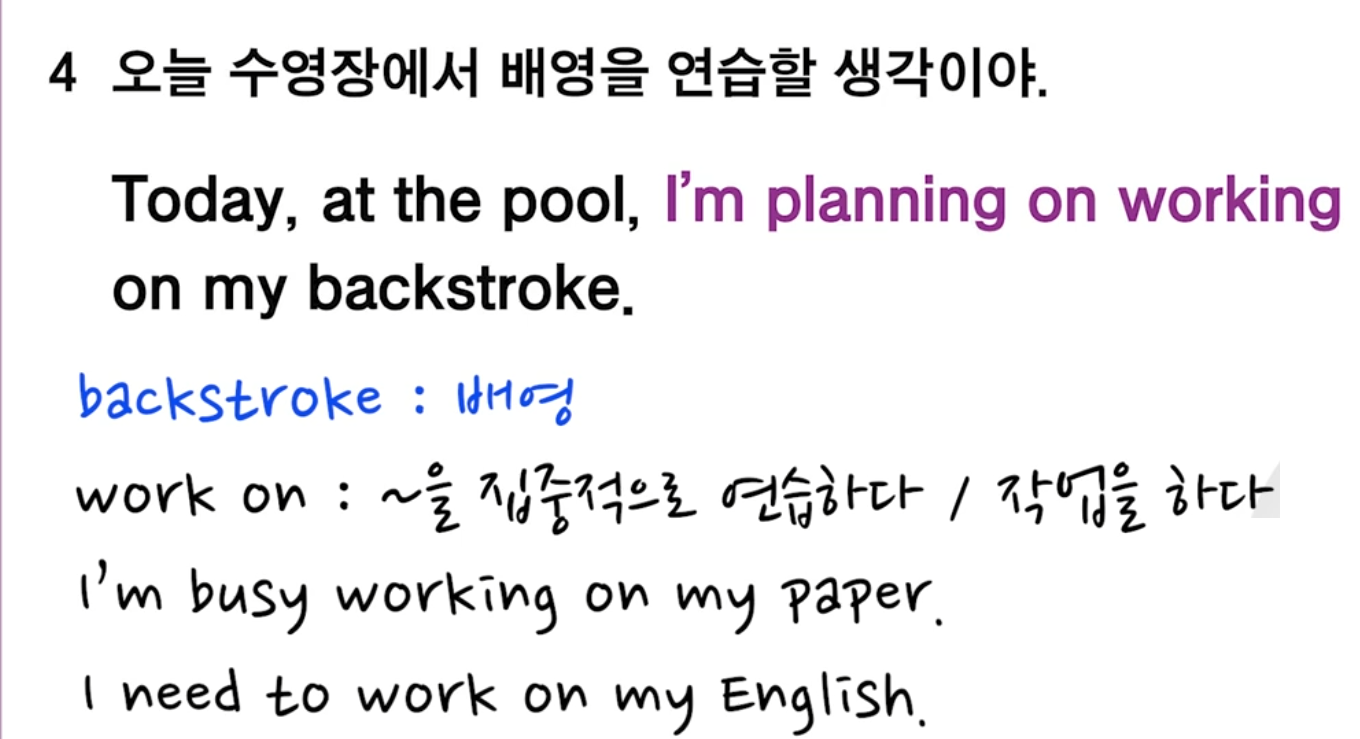 4 오늘 수영장에서 배영을 연습할 생각이야.
Today, at the pool, I'm planning on working
on my backstroke.
backstroke : 배영
work on : ~을 집중적으로 연습하다 / 작업을 하다
I'm busy working on my paper.
I need to work on my English.